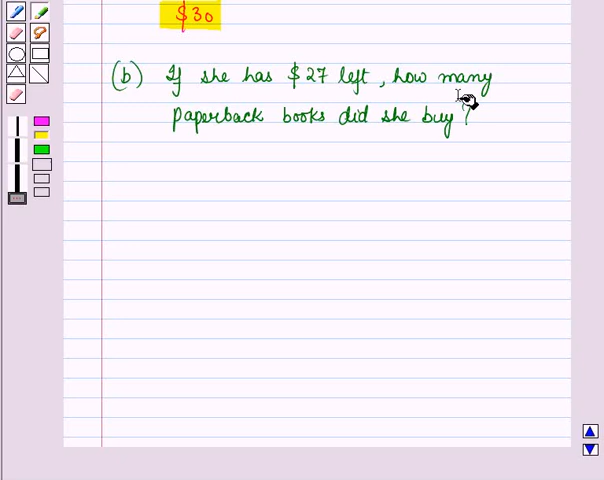 $30
(b) If she has $27 left, how many
paperback books did she buy?